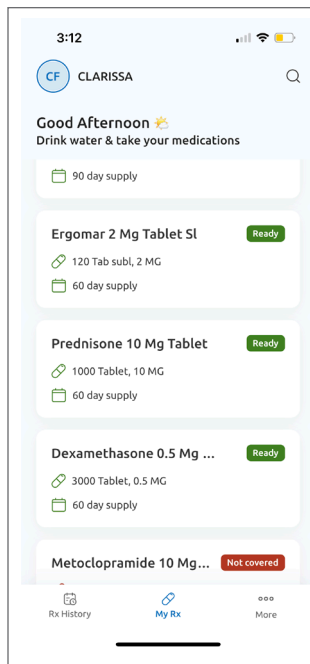 3:12
CF CLARISSA
Good Afternoon
Drink water & take your medications
90 day supply
Ergomar 2 Mg Tablet Sl Ready
120 Tab subl, 2 MG
60 day supply
Prednisone 10 Mg Tablet Ready
1000 Tablet, 10 MG
60 day supply
Dexamethasone 0.5 Mg ... Ready
3000 Tablet, 0.5 MG
60 day supply
Metoclopramide 10 Mg... Not covered
Rx History My Rx More